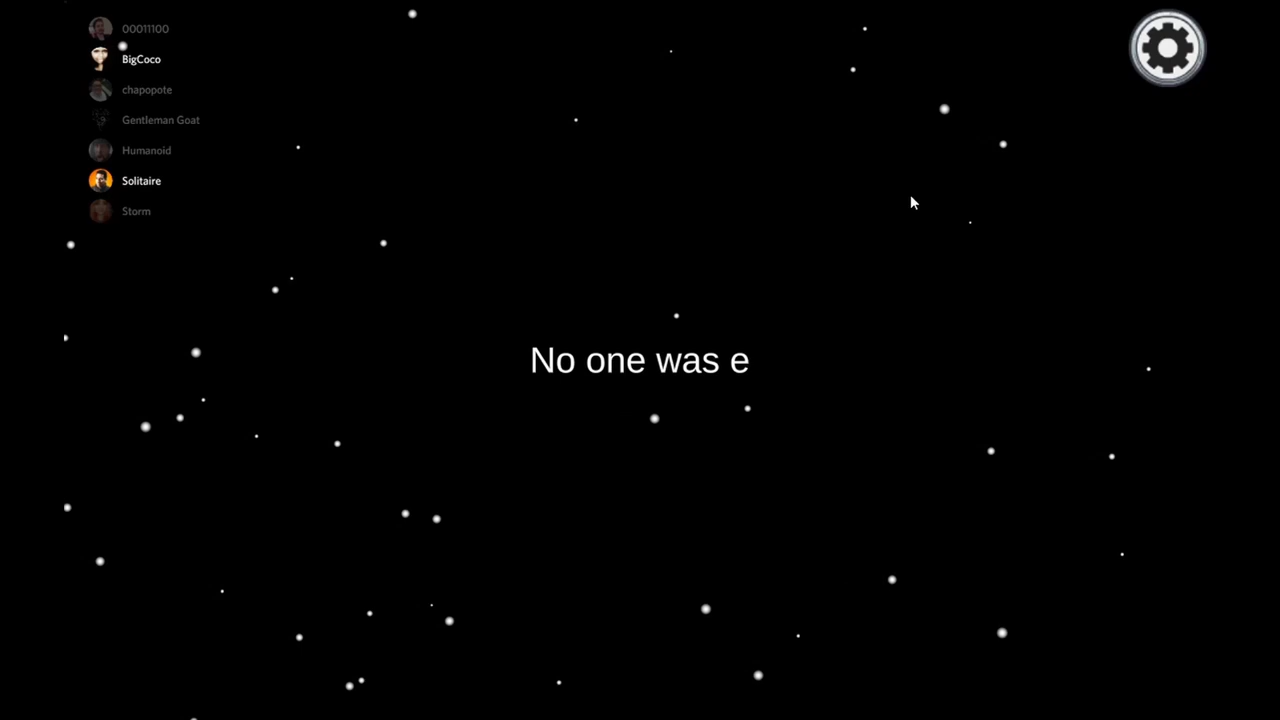 00011100
BigCoco
chapopote
Gentleman Goat
Humanoid
Solitaire
Storm
No one was e